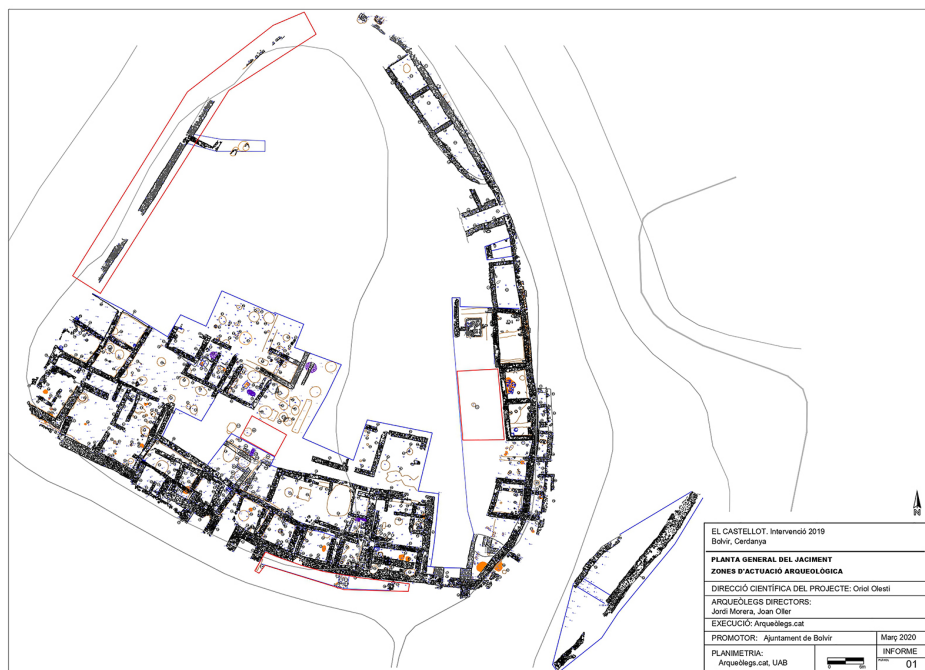 N
EL CASTELLOT. Intervenció 2019
Bolvir, Cerdanya
PLANTA GENERAL DEL JACIMENT
ZONES D'ACTUACIÓ ARQUEOLÒGICA
DIRECCIÓ CIENTÍFICA DEL PROJECTE: Oriol Olesti
ARQUEÒLEGS DIRECTORS:
Jordi Morera, Joan Oller
EXECUCIÓ: Arqueòlegs.cat
PROMOTOR: Ajuntament de Bolvir
Març 2020
PLANIMETRIA:
Arqueòlegs.cat, UAB
INFORME
01